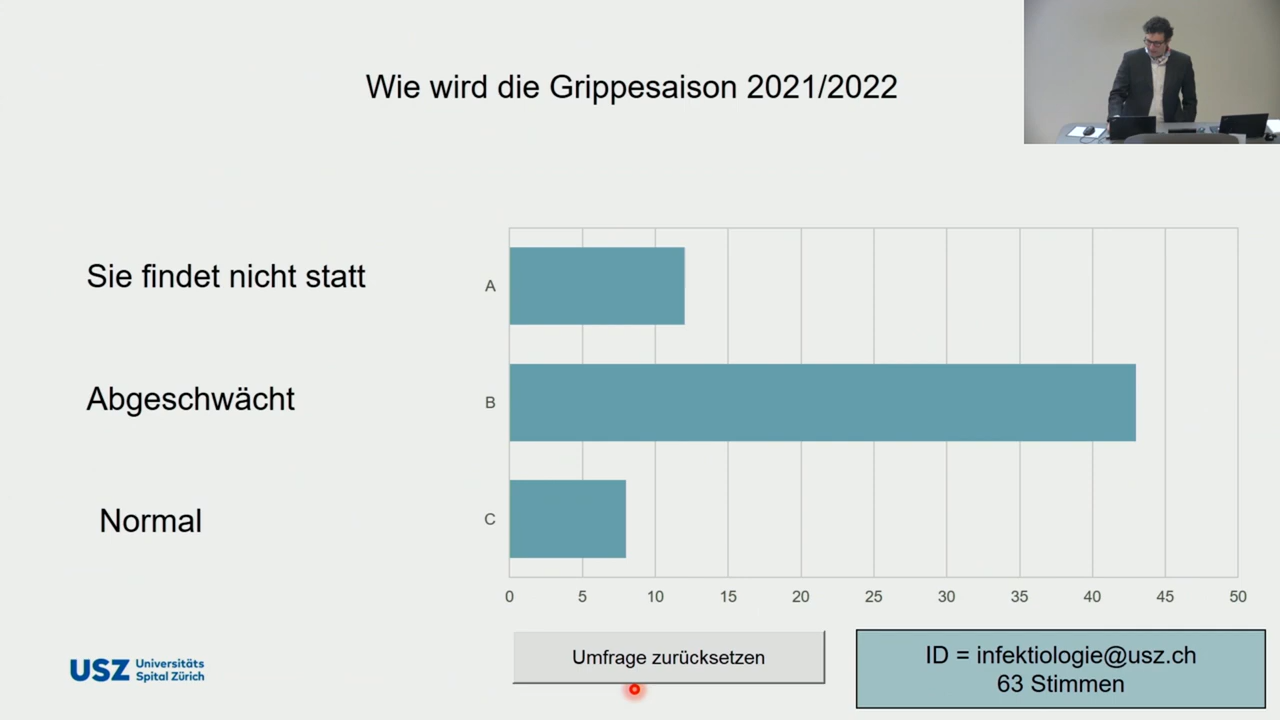 Wie wird die Grippesaison 2021/2022
Sie findet nicht statt
A
Abgeschwächt
B
Normal
C
0 5 10 15 20 25 30 35 40 45 50
Umfrage zurücksetzen
ID = infektiologie@usz.ch
63 Stimmen
USZ Universitäts
Spital Zürich